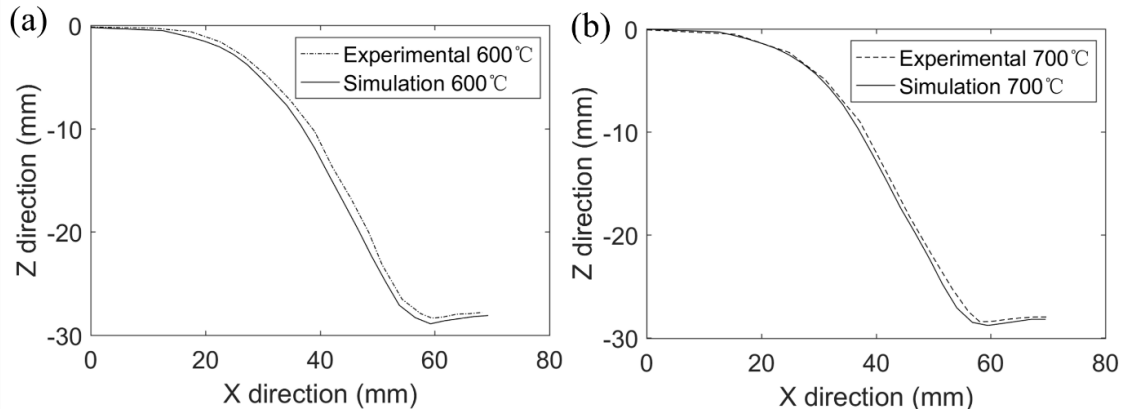 (a)
0
-10
-20
-30
Z direction (mm)
0 20 40 60 80
X direction (mm)
Experimental 600℃
Simulation 600℃
(b)
0
-10
-20
-30
Z direction (mm)
0 20 40 60 80
X direction (mm)
Experimental 700℃
Simulation 700℃